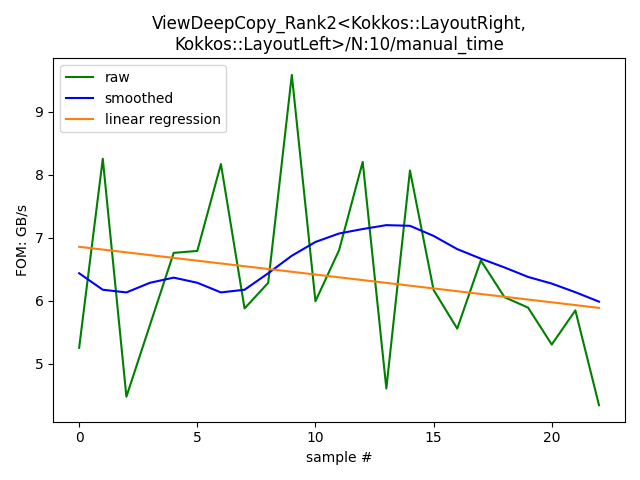 ViewDeepCopy_Rank2<Kokkos::LayoutRight,
Kokkos::LayoutLeft>/N:10/manual_time
raw
smoothed
linear regression
FOM: GB/s
9
8
7
6
5
0 5 10 15 20
sample #